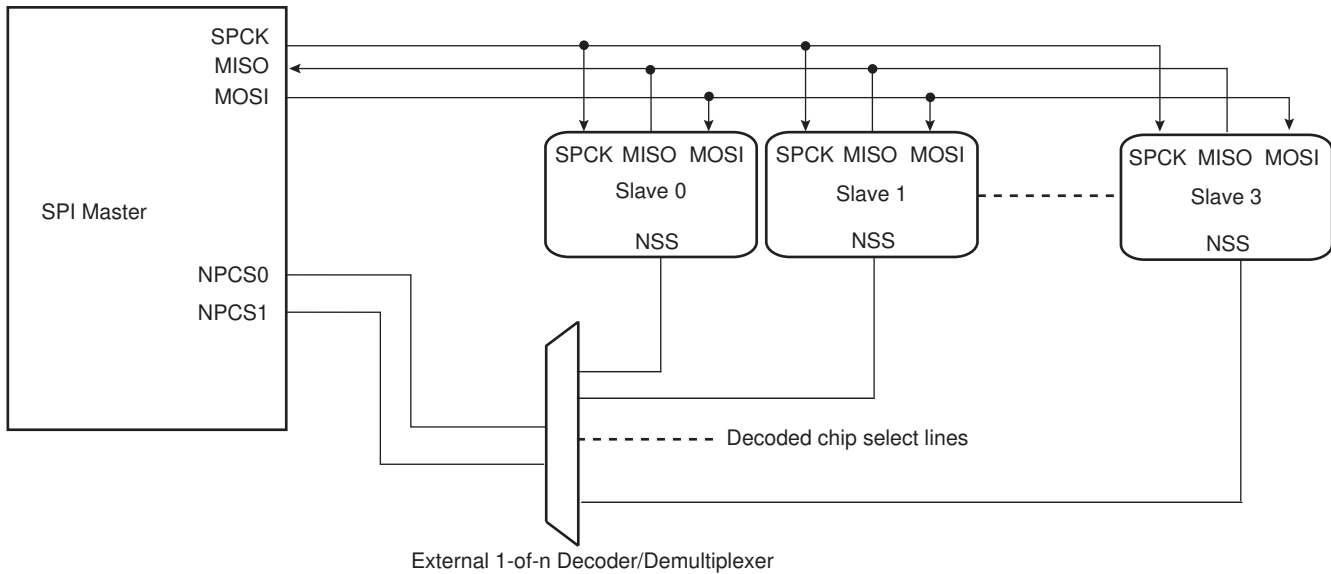 SPCK
MISO
MOSI
SPI Master
NPCS0
NPCS1
SPCK MISO MOSI
Slave 0
NSS
SPCK MISO MOSI
Slave 1
NSS
SPCK MISO MOSI
Slave 3
NSS
Decoded chip select lines
External 1-of-n Decoder/Demultiplexer